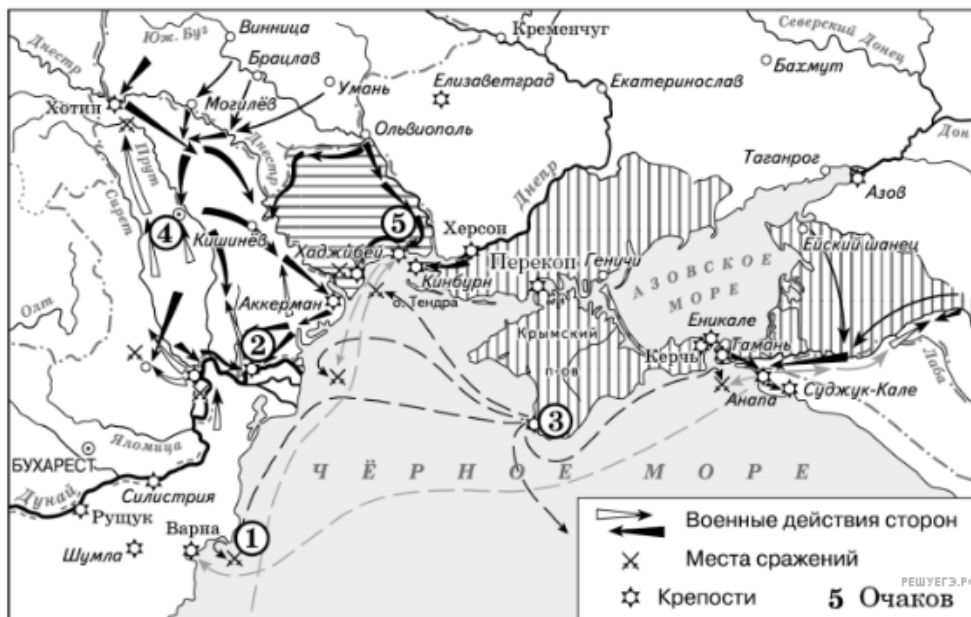 Винница
Южн. Буг
Брацлав
Днестр
Кременчуг
Северский Донец
Бахмут
Умань
Елизаветград
Екатеринослав
Хотин
Могилёв
Ольвиополь
Днестр
Дон
Прут
Сирет
Днепр
Таганрог
Азов
4
5
Кишинёв
Херсон
Хаджибей
Перекоп
Геничи
Ейский шанец
Кинбурн
АЗОВСКОЕ
МОРЕ
Олт
Аккерман
о. Тендра
Крымский
п-ов
Еникале
Тамань
Керчь
2
Лаба
Анапа
Суджук-Кале
3
Яломица
БУХАРЕСТ
ЧЁРНОЕ МОРЕ
Дунай
Силистрия
Рущук
Варна
1
Шумла
Военные действия сторон
Места сражений
Крепости
5 Очаков
РЕШУЕГЭ.РФ